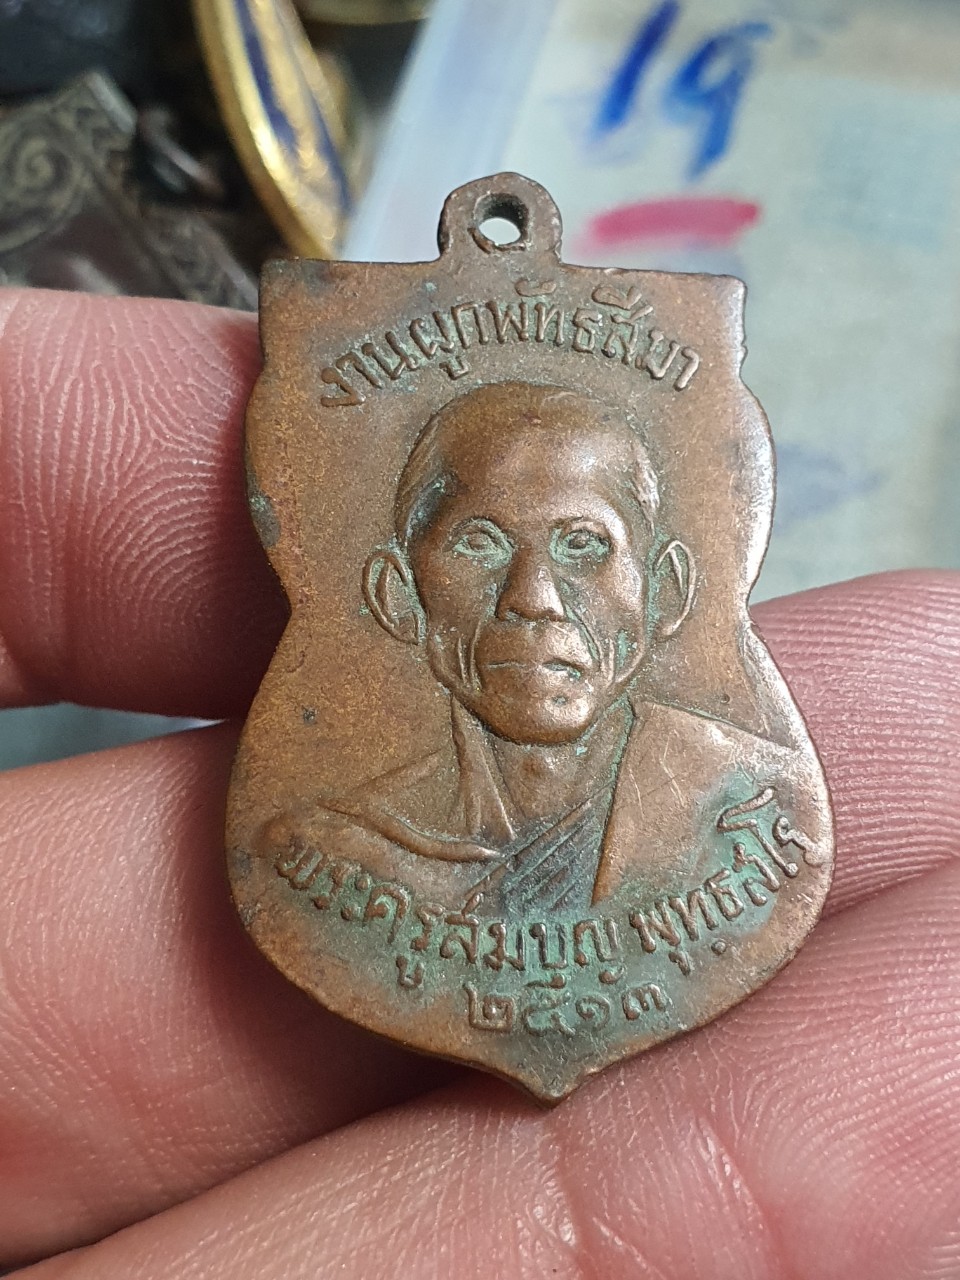 19
งานผูกพัทธสีมา
พระครูสมบูญ พุทฺธสโร
๒๕๑๓